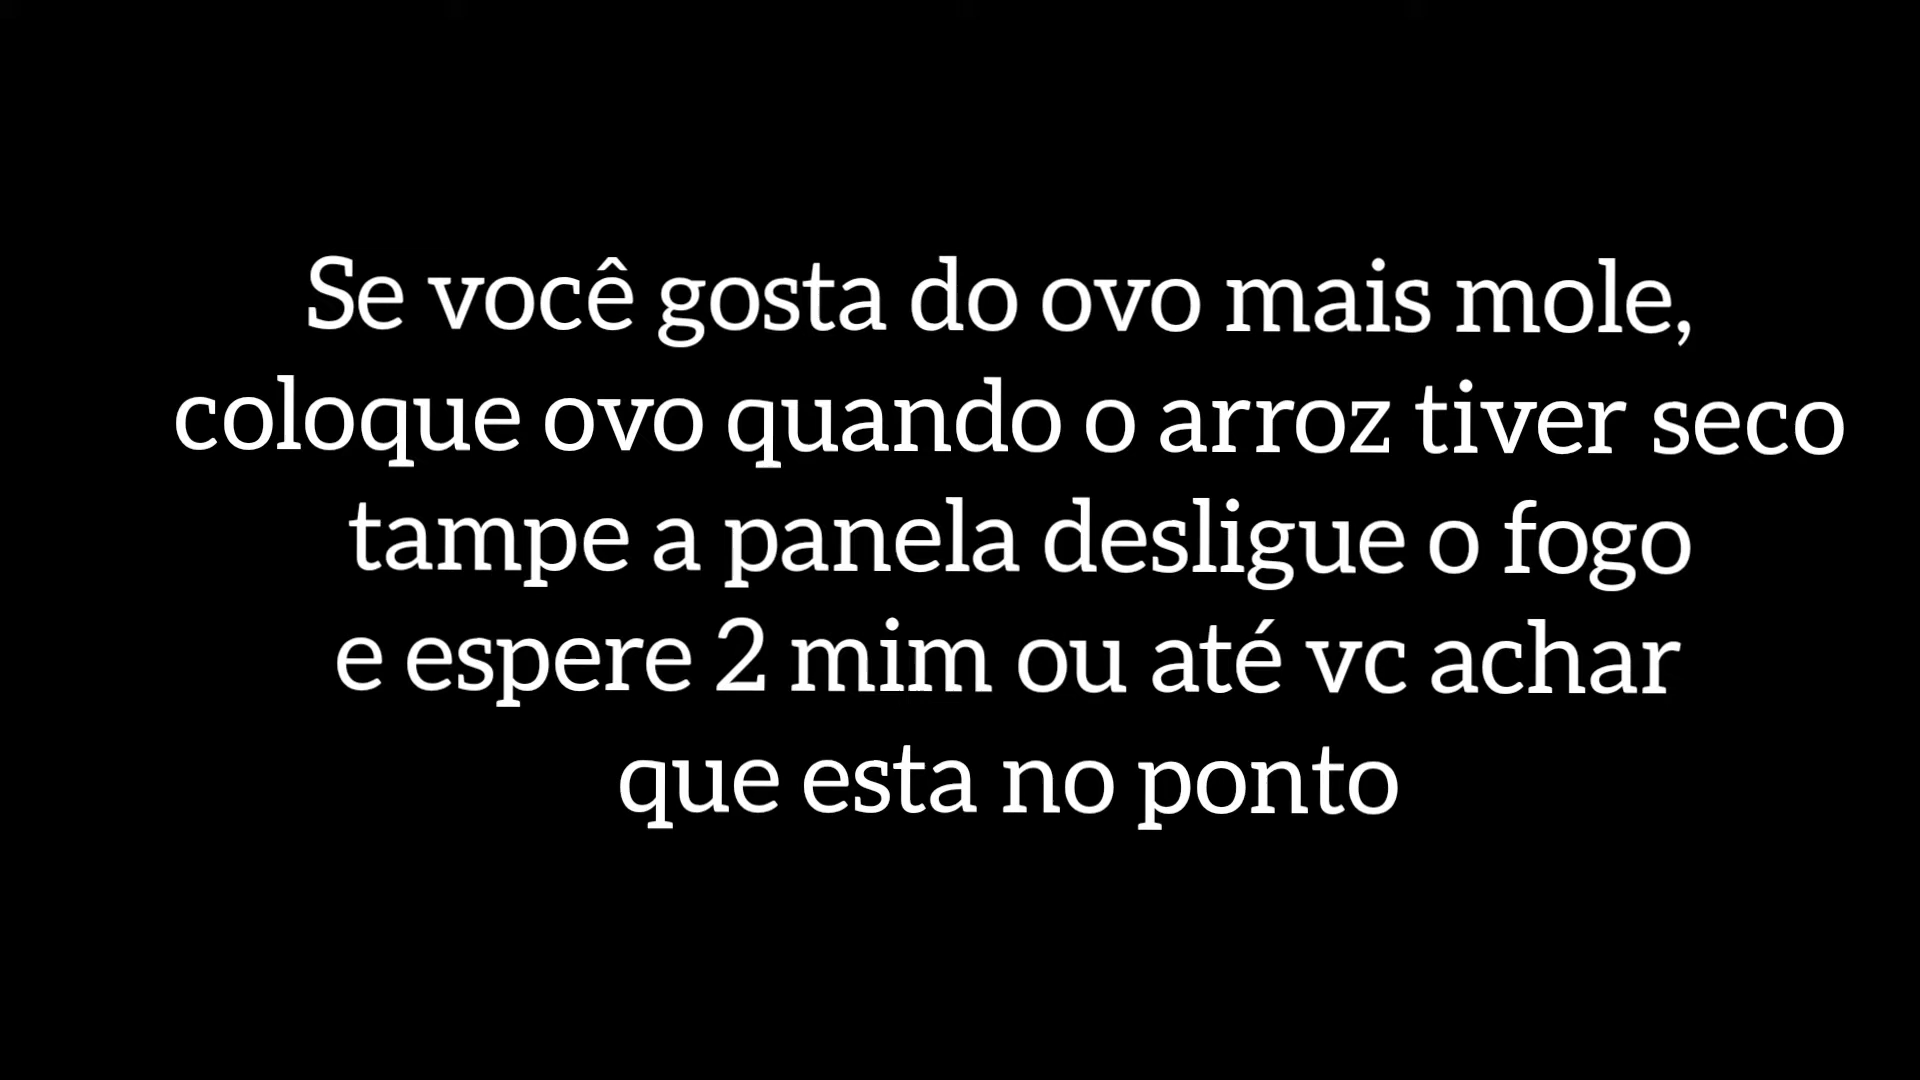 Se você gosta do ovo mais mole,
coloque ovo quando o arroz tiver seco
tampe a panela desligue o fogo
e espere 2 mim ou até vc achar
que esta no ponto